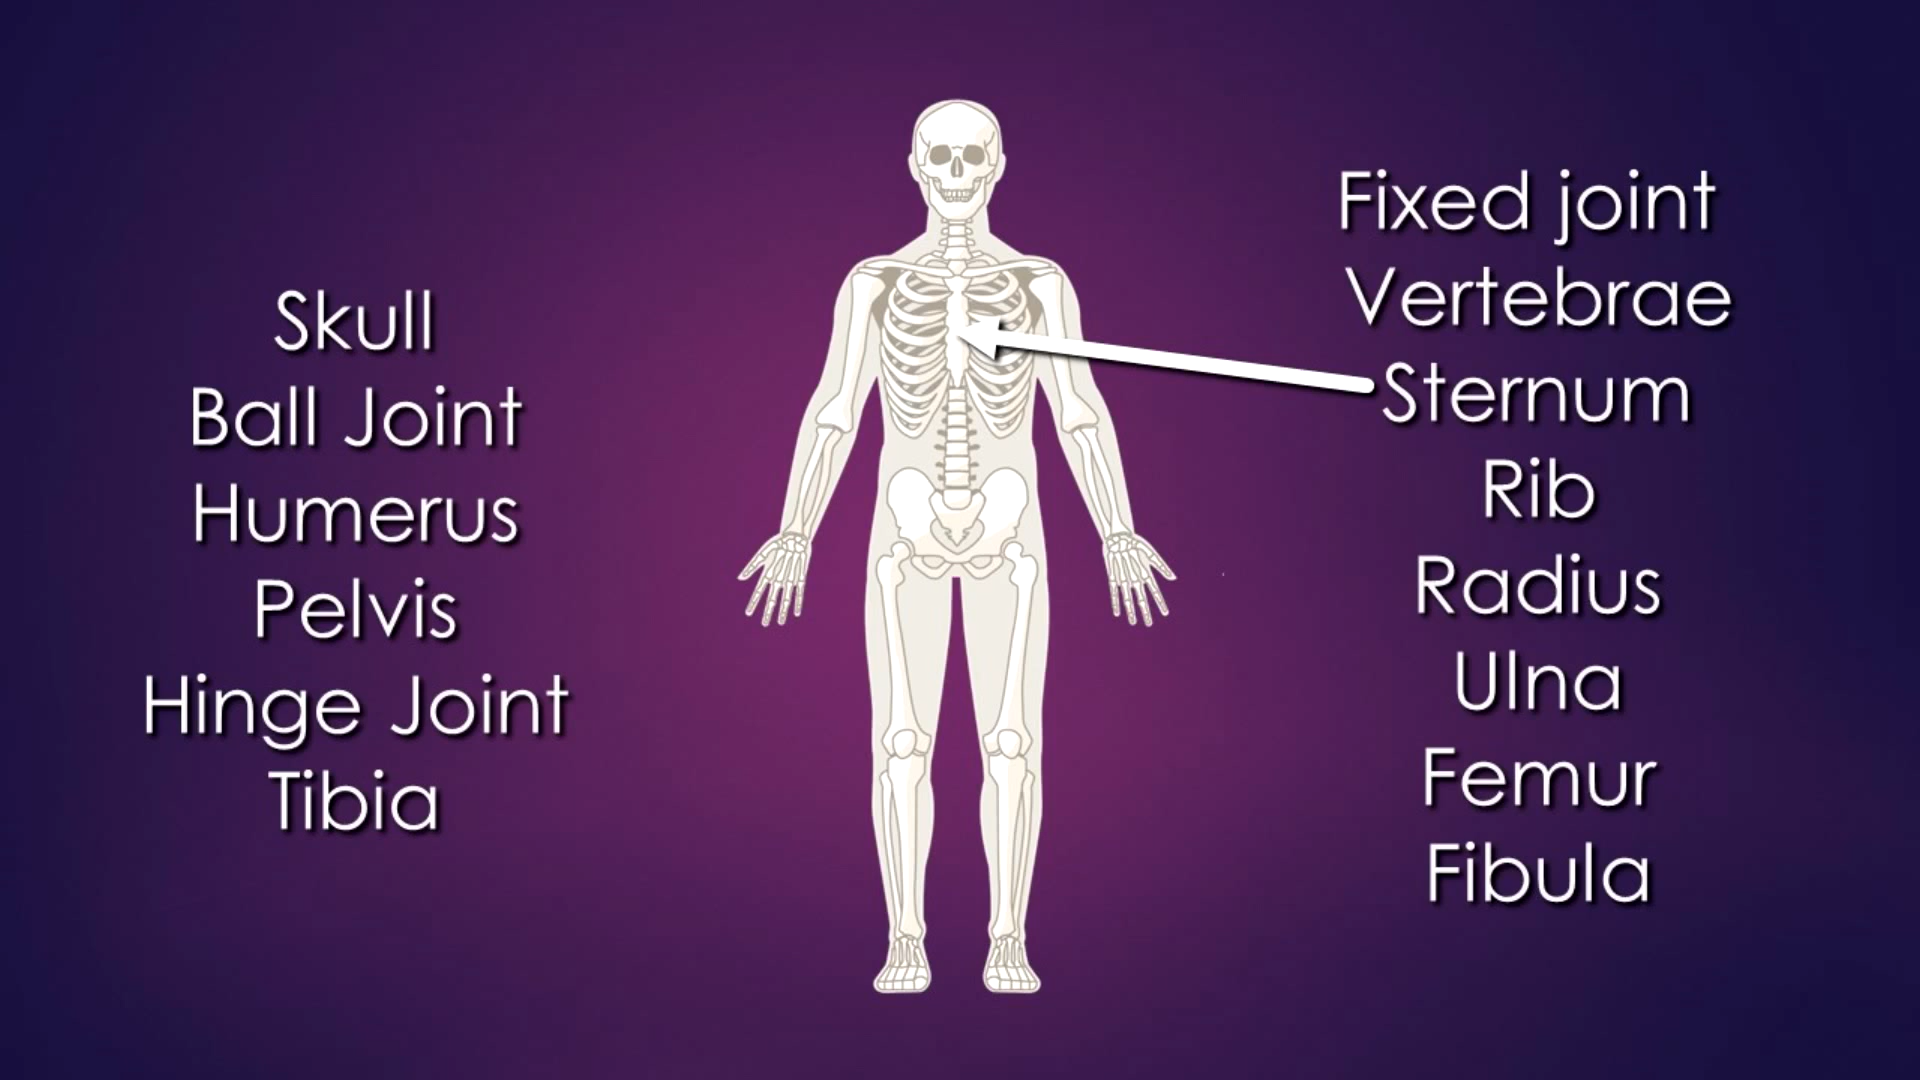 Skull
Ball Joint
Humerus
Pelvis
Hinge Joint
Tibia
Fixed joint
Vertebrae
Sternum
Rib
Radius
Ulna
Femur
Fibula